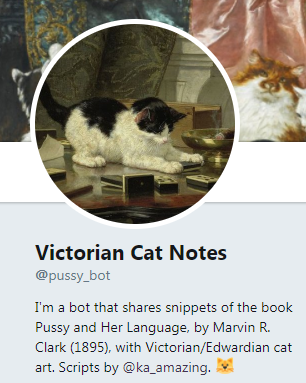 Victorian Cat Notes
@pussy_bot
I'm a bot that shares snippets of the book
Pussy and Her Language, by Marvin R.
Clark (1895), with Victorian/Edwardian cat
art. Scripts by @ka_amazing. 😺